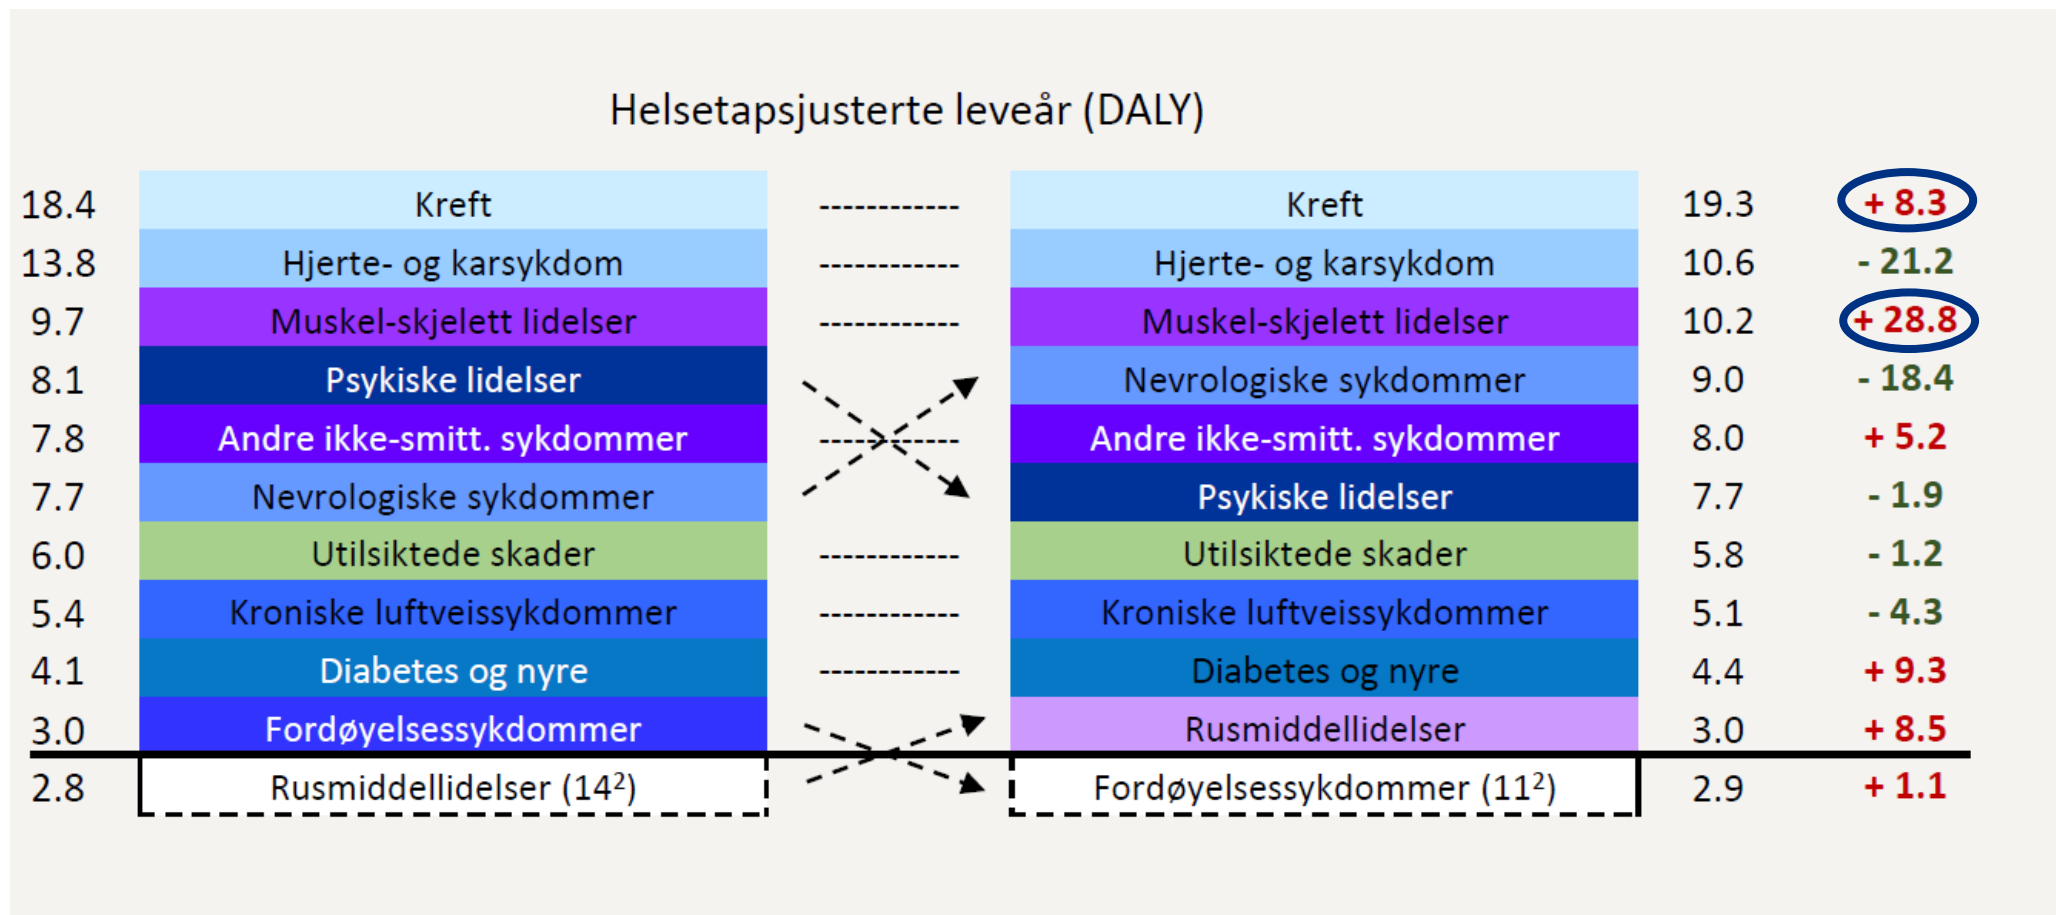 Helsetapsjusterte leveår (DALY)
18.4 Kreft ------------ Kreft 19.3 + 8.3
13.8 Hjerte- og karsykdom ------------ Hjerte- og karsykdom 10.6 - 21.2
9.7 Muskel-skjelett lidelser ------------ Muskel-skjelett lidelser 10.2 + 28.8
8.1 Psykiske lidelser Nevrologiske sykdommer 9.0 - 18.4
7.8 Andre ikke-smitt. sykdommer ------------ Andre ikke-smitt. sykdommer 8.0 + 5.2
7.7 Nevrologiske sykdommer Psykiske lidelser 7.7 - 1.9
6.0 Utilsiktede skader ------------ Utilsiktede skader 5.8 - 1.2
5.4 Kroniske luftveissykdommer ------------ Kroniske luftveissykdommer 5.1 - 4.3
4.1 Diabetes og nyre ------------ Diabetes og nyre 4.4 + 9.3
3.0 Fordøyelsessykdommer Rusmiddellidelser 3.0 + 8.5
2.8 Rusmiddellidelser (14²) Fordøyelsessykdommer (11²) 2.9 + 1.1